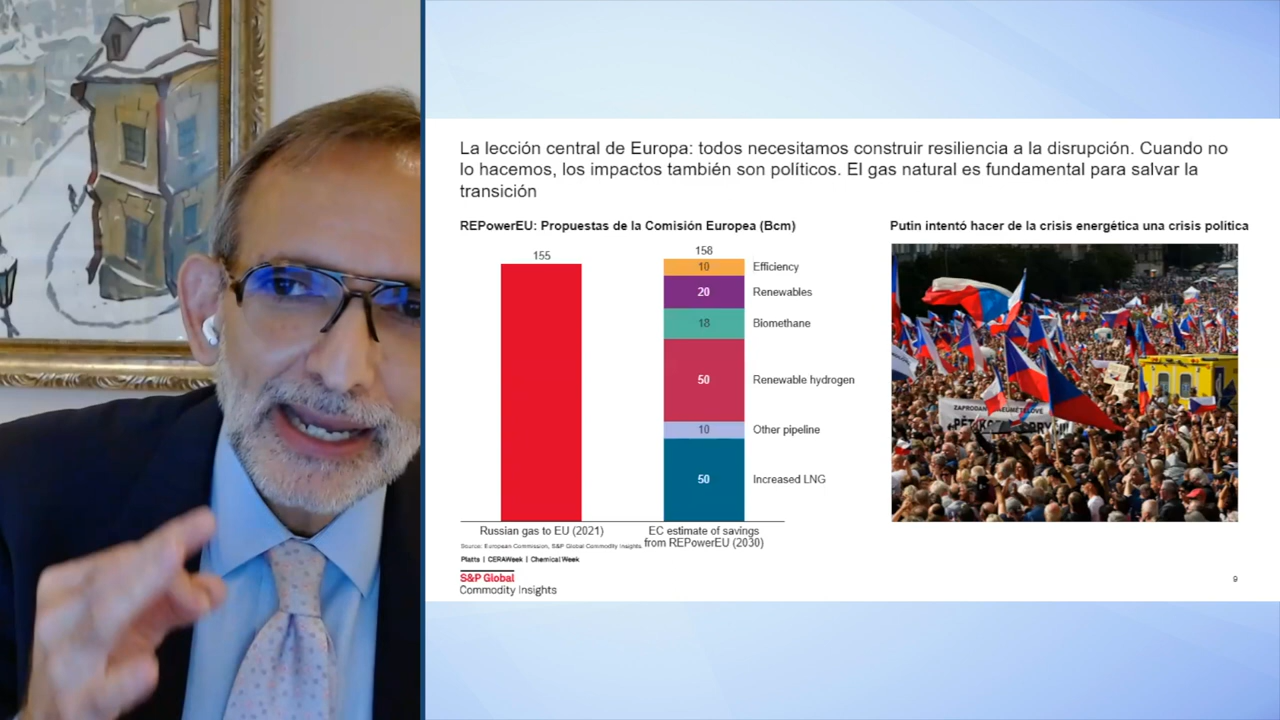 La lección central de Europa: todos necesitamos construir resiliencia a la disrupción. Cuando no
lo hacemos, los impactos también son políticos. El gas natural es fundamental para salvar la
transición
REPowerEU: Propuestas de la Comisión Europea (Bcm)
155
158
10
Efficiency
20
Renewables
18
Biomethane
50
Renewable hydrogen
10
Other pipeline
50
Increased LNG
Russian gas to EU (2021)
EC estimate of savings
from REPowerEU (2030)
Source: European Commission, S&P Global Commodity Insights
Platts | CERAWeek | Chemical Week
S&P Global
Commodity Insights
Putin intentó hacer de la crisis energética una crisis política
9